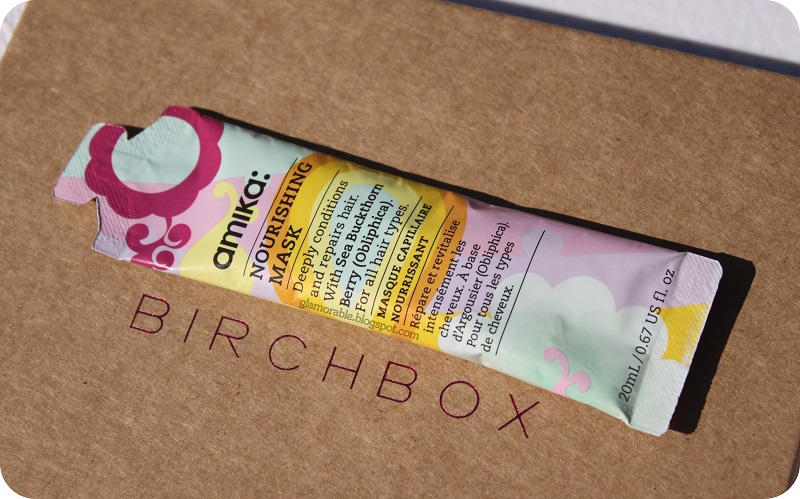 amika:
NOURISHING
MASK
Deeply conditions
and repairs hair.
With Sea Buckthorn
Berry (Obliphica).
For all hair types.
MASQUE CAPILLAIRE
NOURRISSANT
Répare et revitalise
intensément les
cheveux. À base
d'Argousier (Obliphica).
Pour tous les types
de cheveux.
20mL / 0.67 US fl. oz
glamorable.blogspot.com
BIRCHBOX